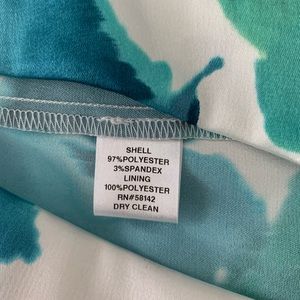 SHELL
97%POLYESTER
3%SPANDEX
LINING
100%POLYESTER
RN#58142
DRY CLEAN